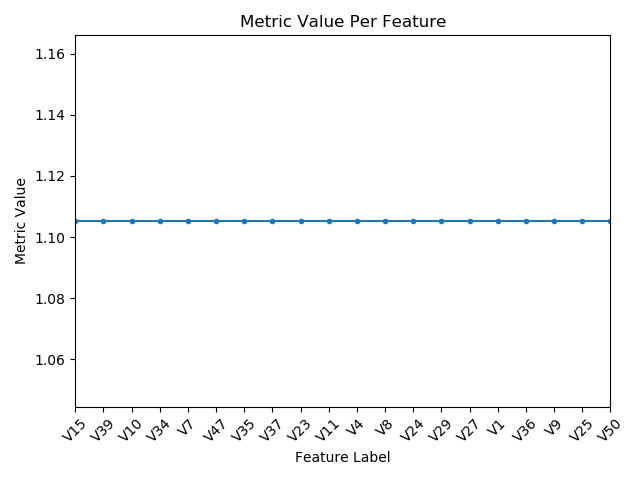 Metric Value Per Feature
1.16
1.14
1.12
1.10
1.08
1.06
Metric Value
V15 V39 V10 V34 V7 V47 V35 V37 V23 V11 V4 V8 V24 V29 V27 V1 V36 V9 V25 V50
Feature Label